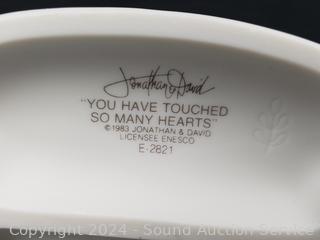 Jonathan & David
"YOU HAVE TOUCHED
SO MANY HEARTS"
©1983 JONATHAN & DAVID
LICENSEE ENESCO
E-2821
Copyright 2024 - Sound Auction Service